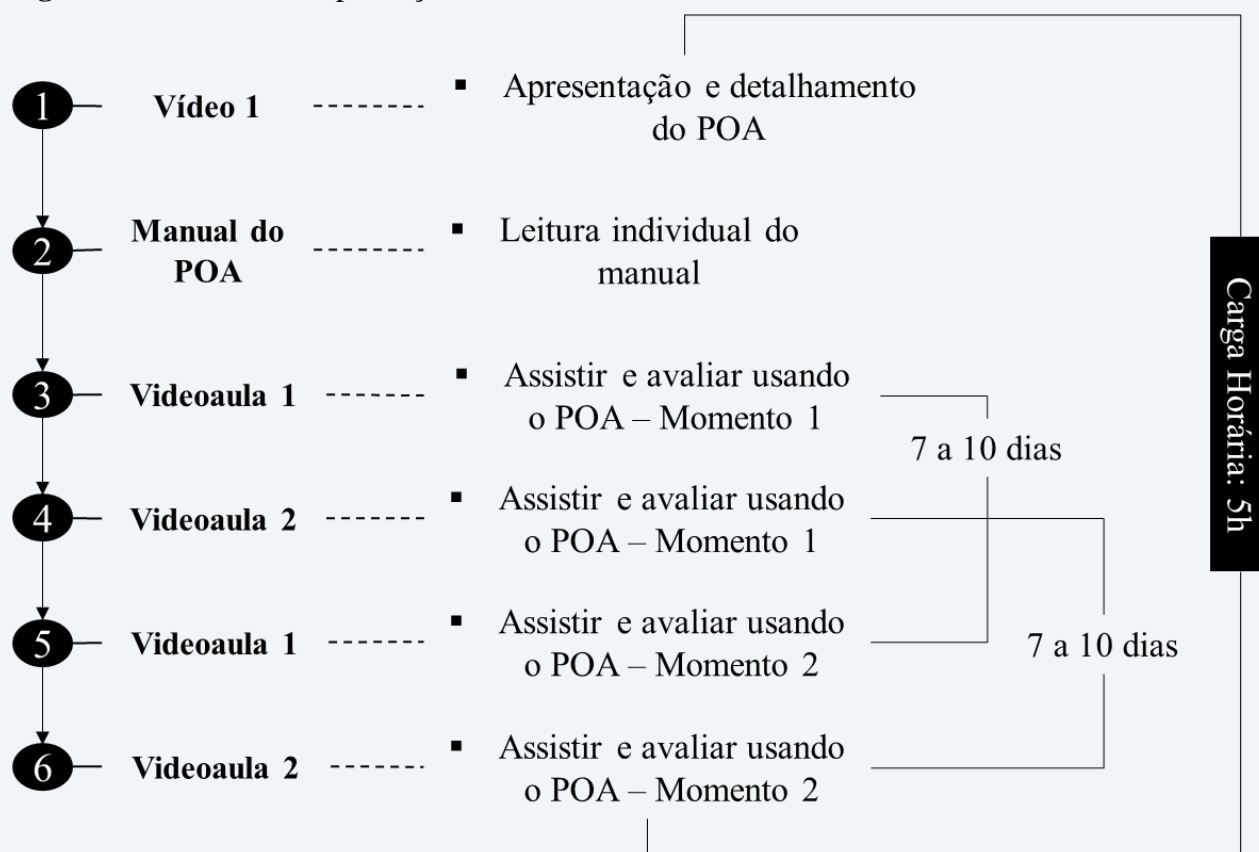 1
Vídeo 1
▪ Apresentação e detalhamento
do POA
2
Manual do
POA
▪ Leitura individual do
manual
3
Videoaula 1
▪ Assistir e avaliar usando
o POA – Momento 1
7 a 10 dias
4
Videoaula 2
▪ Assistir e avaliar usando
o POA – Momento 1
5
Videoaula 1
▪ Assistir e avaliar usando
o POA – Momento 2
7 a 10 dias
6
Videoaula 2
▪ Assistir e avaliar usando
o POA – Momento 2
Carga Horária: 5h